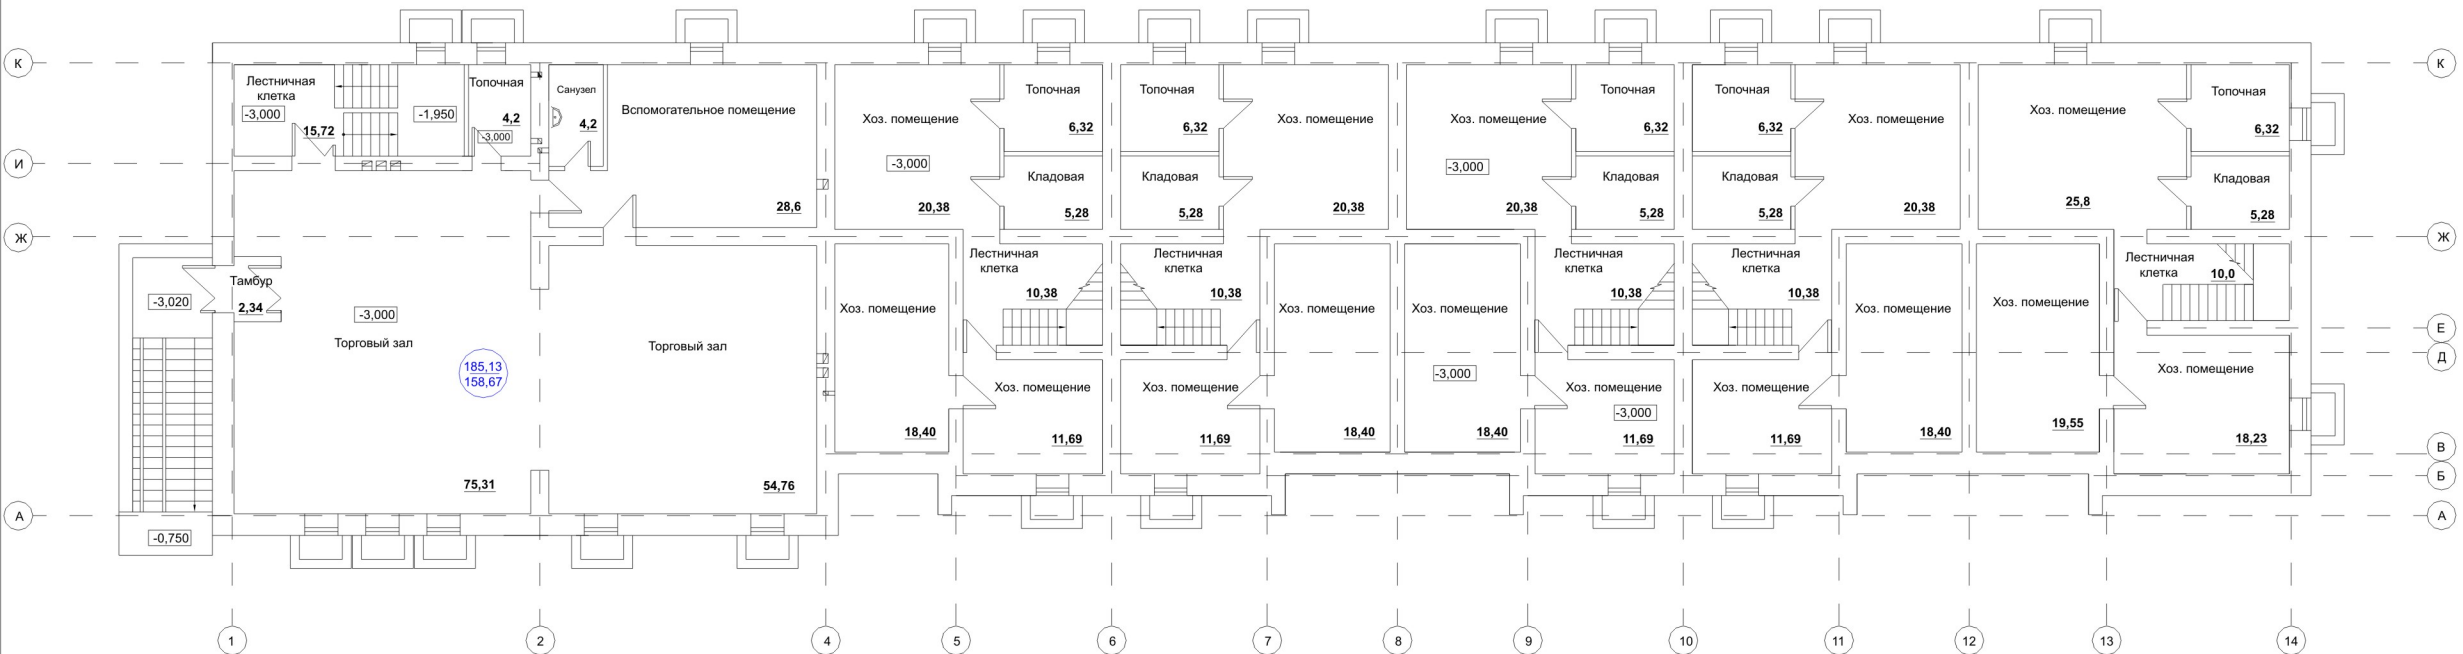 К
К
Лестничная
клетка
-3,000
15,72
-1,950
Топочная
4,2
-3,000
Санузел
4,2
Вспомогательное помещение
28,6
Хоз. помещение
-3,000
20,38
Топочная
6,32
Кладовая
5,28
Топочная
6,32
Кладовая
5,28
Хоз. помещение
20,38
Хоз. помещение
-3,000
20,38
Топочная
6,32
Кладовая
5,28
Топочная
6,32
Кладовая
5,28
Хоз. помещение
20,38
Хоз. помещение
25,8
Топочная
6,32
Кладовая
5,28
И
Ж
Ж
-3,020
Тамбур
2,34
-3,000
Торговый зал
185,13
158,67
75,31
Торговый зал
54,76
Хоз. помещение
18,40
Лестничная
клетка
10,38
Хоз. помещение
11,69
Лестничная
клетка
10,38
Хоз. помещение
11,69
Хоз. помещение
18,40
Хоз. помещение
-3,000
18,40
Лестничная
клетка
10,38
Хоз. помещение
-3,000
11,69
Лестничная
клетка
10,38
Хоз. помещение
11,69
Хоз. помещение
18,40
Хоз. помещение
19,55
Лестничная
клетка
10,0
Хоз. помещение
18,23
Е
Д
В
Б
А
А
-0,750
1
2
4
5
6
7
8
9
10
11
12
13
14